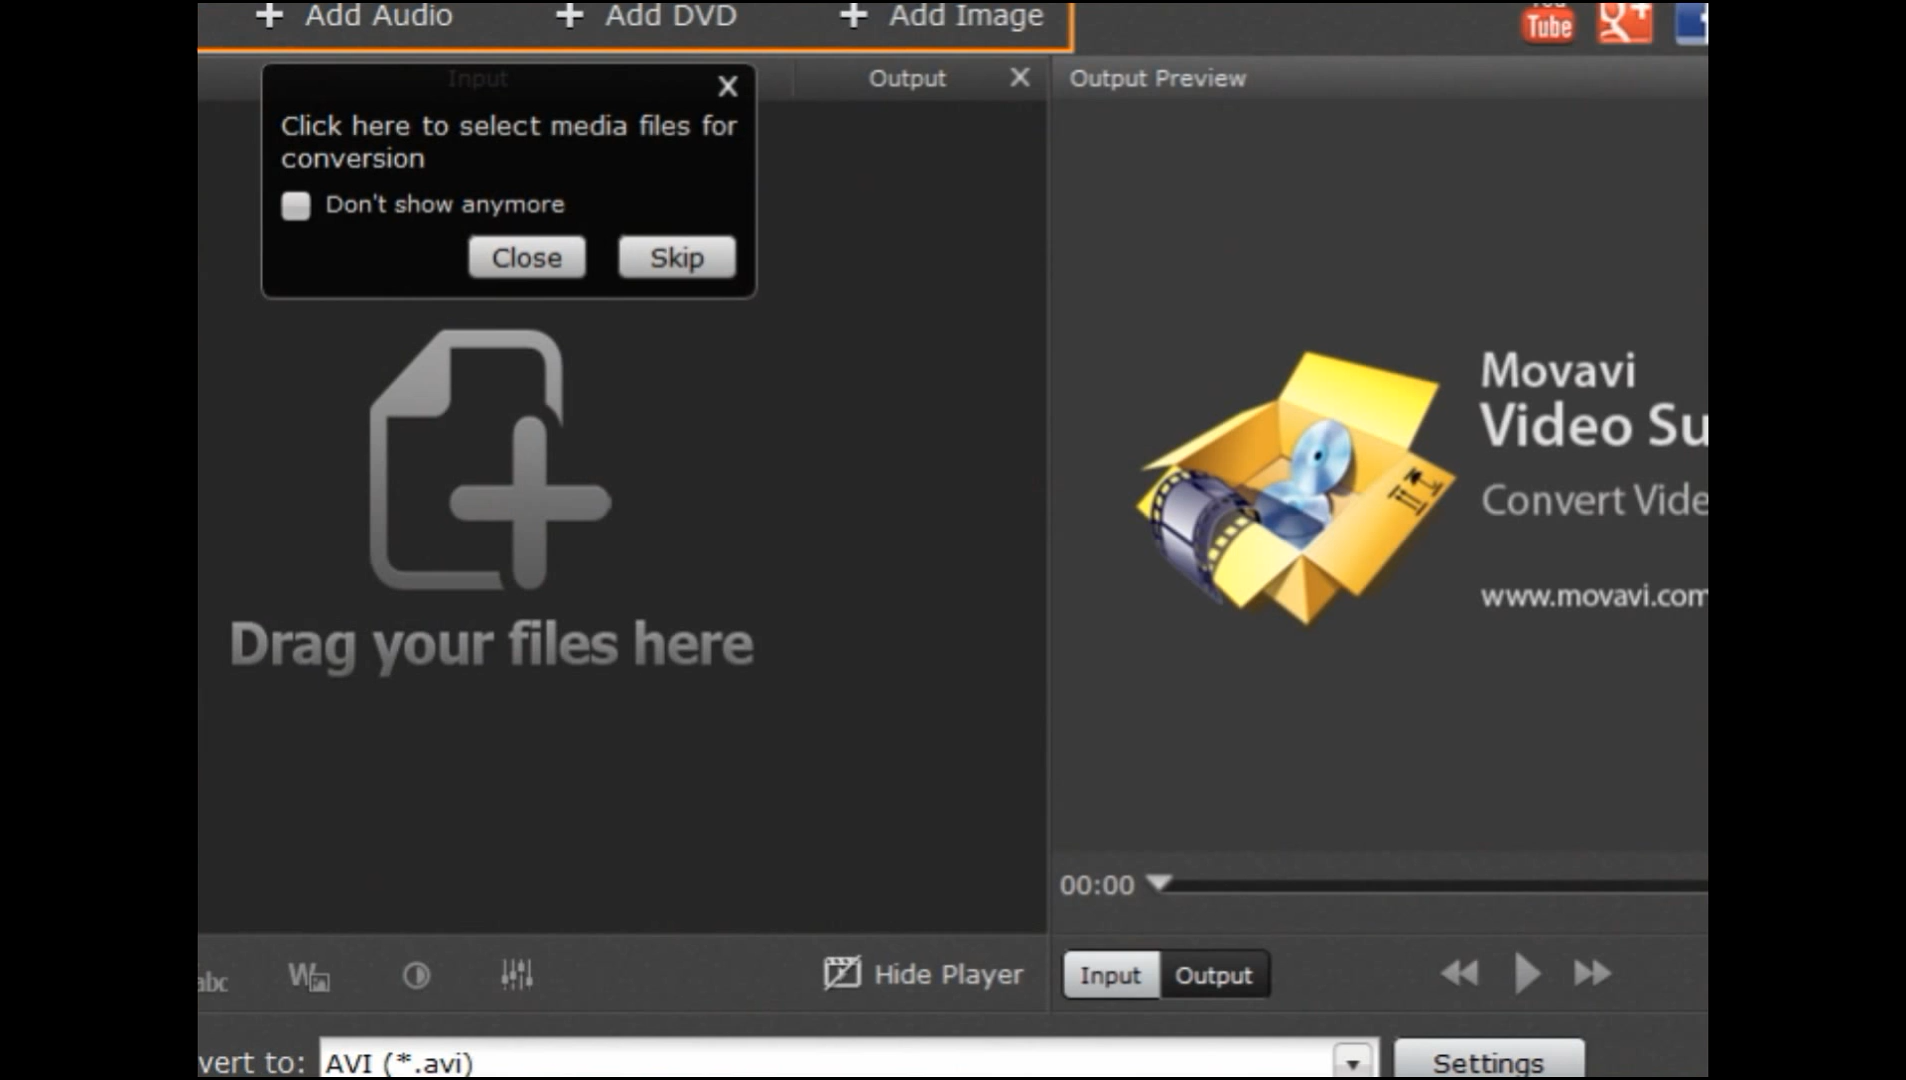 + Add Audio + Add DVD + Add Image
You Tube g+ f
Input Output X Output Preview
X
Click here to select media files for
conversion
Don't show anymore
Close Skip
Drag your files here
Movavi
Video Su
Convert Vide
www.movavi.com
00:00
abc W Hide Player Input Output
vert to: AVI (*.avi) Settings